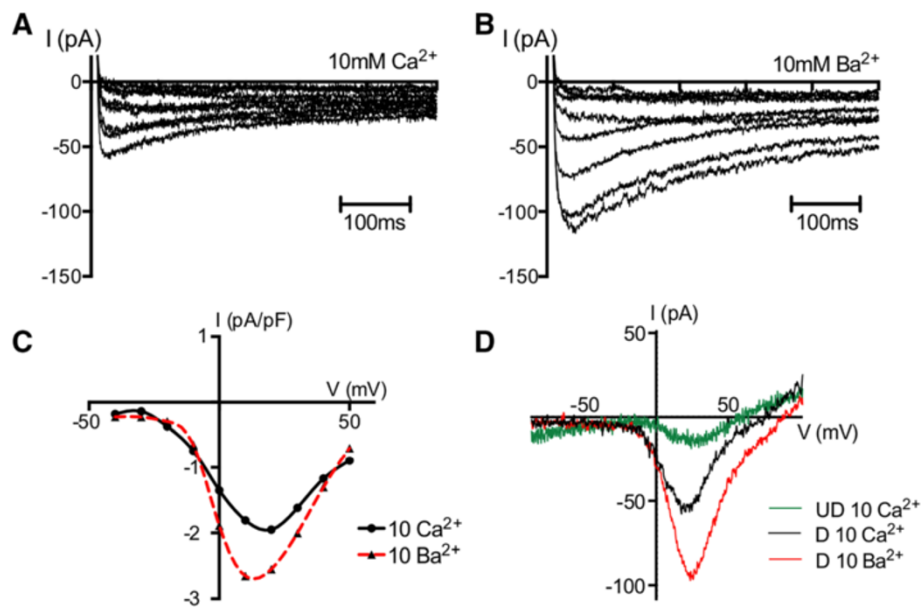 A
I (pA)
10mM Ca²⁺
0
-50
-100
-150
100ms
B
I (pA)
10mM Ba²⁺
0
-50
-100
-150
100ms
C
I (pA/pF)
1
V (mV)
-50
50
-1
-2
-3
10 Ca²⁺
10 Ba²⁺
D
I (pA)
50
-50
50
V (mV)
-50
-100
UD 10 Ca²⁺
D 10 Ca²⁺
D 10 Ba²⁺